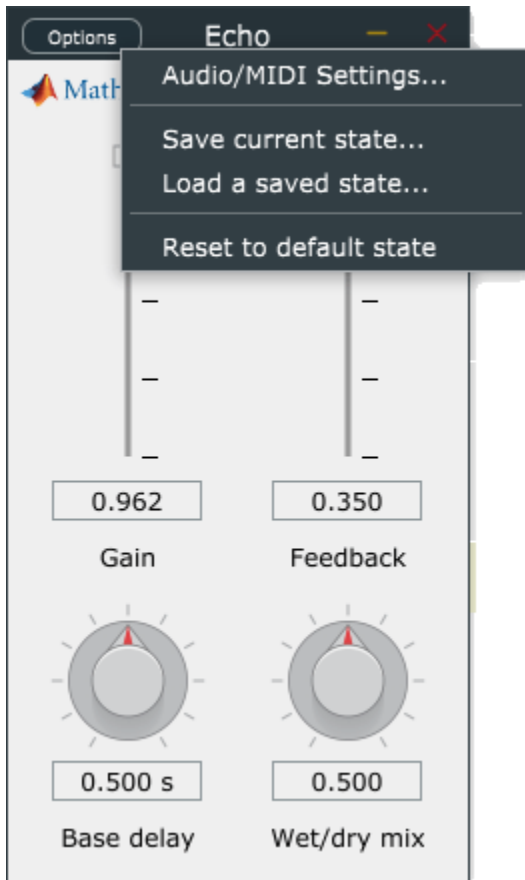 Options
Echo
Audio/MIDI Settings...
Save current state...
Load a saved state...
Reset to default state
0.962
0.350
Gain
Feedback
0.500 s
0.500
Base delay
Wet/dry mix